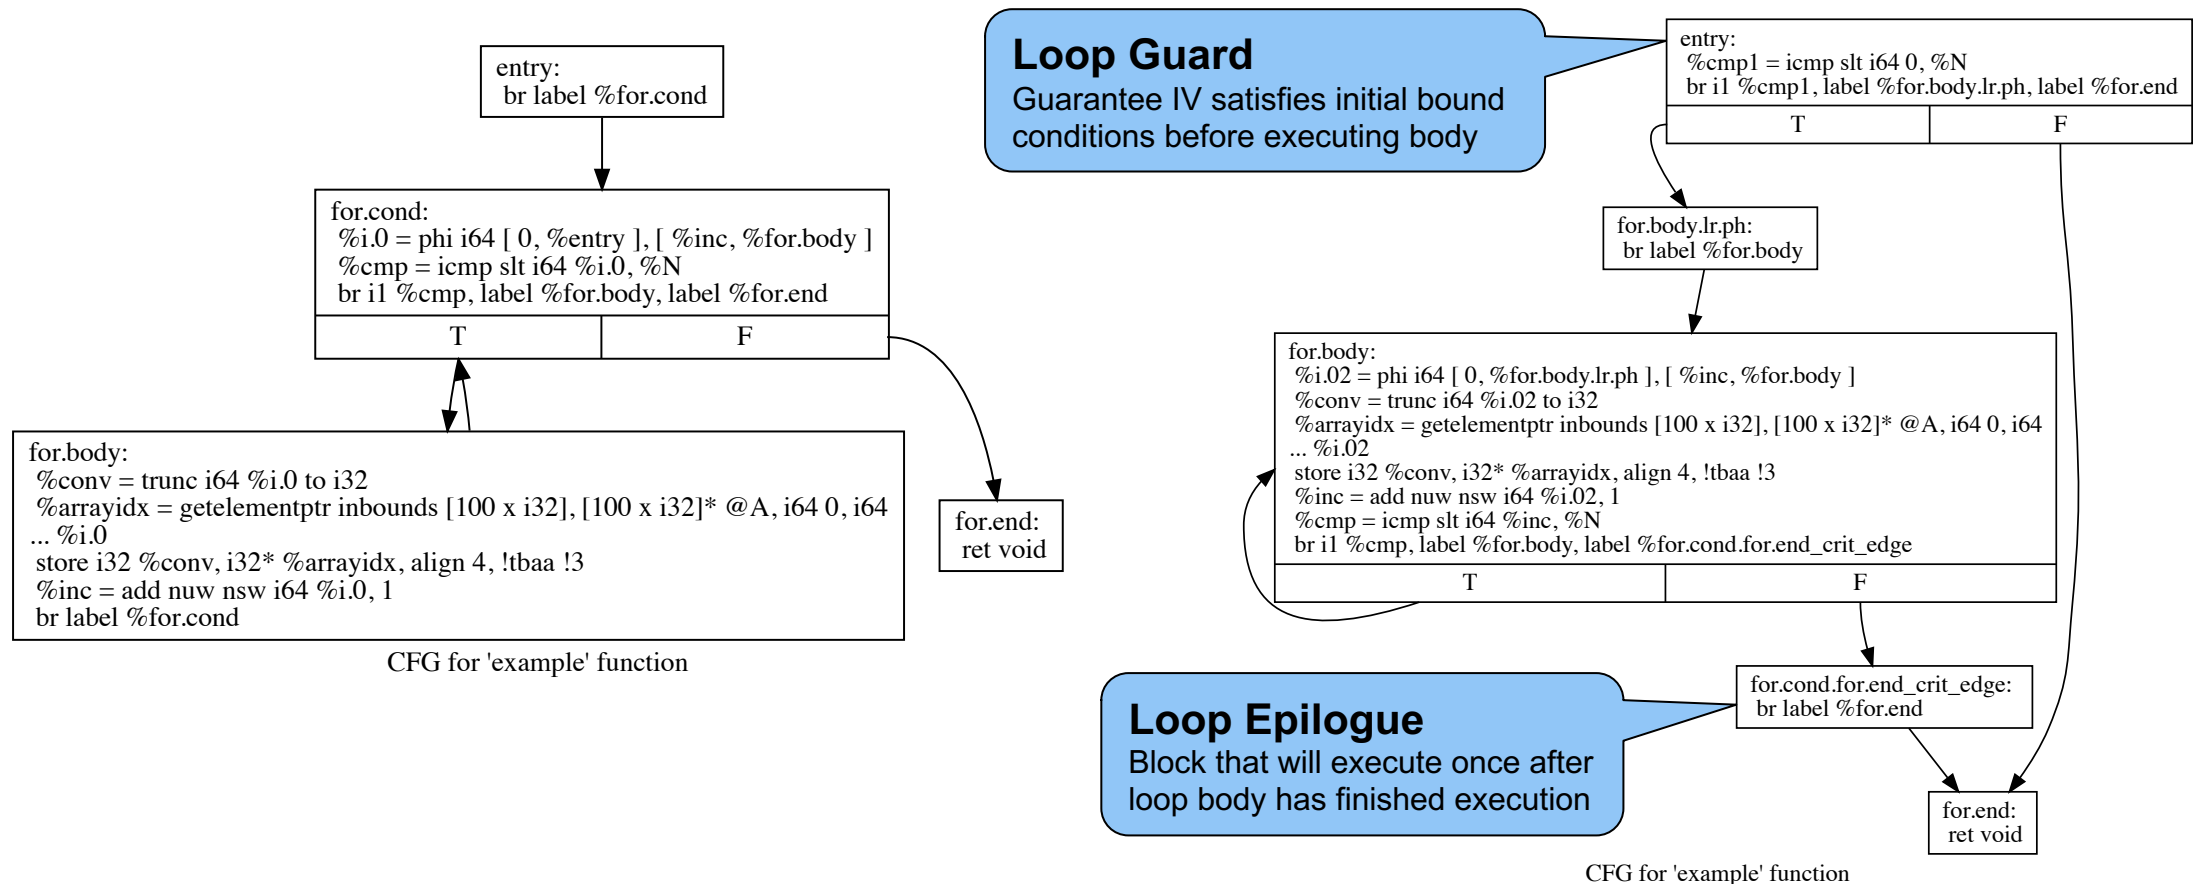 entry:
br label %for.cond
for.cond:
%i.0 = phi i64 [ 0, %entry ], [ %inc, %for.body ]
%cmp = icmp slt i64 %i.0, %N
br i1 %cmp, label %for.body, label %for.end
T
F
for.body:
%conv = trunc i64 %i.0 to i32
%arrayidx = getelementptr inbounds [100 x i32], [100 x i32]* @A, i64 0, i64
... %i.0
store i32 %conv, i32* %arrayidx, align 4, !tbaa !3
%inc = add nuw nsw i64 %i.0, 1
br label %for.cond
for.end:
ret void
CFG for 'example' function
Loop Guard
Guarantee IV satisfies initial bound
conditions before executing body
entry:
%cmp1 = icmp slt i64 0, %N
br i1 %cmp1, label %for.body.lr.ph, label %for.end
T
F
for.body.lr.ph:
br label %for.body
for.body:
%i.02 = phi i64 [ 0, %for.body.lr.ph ], [ %inc, %for.body ]
%conv = trunc i64 %i.02 to i32
%arrayidx = getelementptr inbounds [100 x i32], [100 x i32]* @A, i64 0, i64
... %i.02
store i32 %conv, i32* %arrayidx, align 4, !tbaa !3
%inc = add nuw nsw i64 %i.02, 1
%cmp = icmp slt i64 %inc, %N
br i1 %cmp, label %for.body, label %for.cond.for.end_crit_edge
T
F
Loop Epilogue
Block that will execute once after
loop body has finished execution
for.cond.for.end_crit_edge:
br label %for.end
for.end:
ret void
CFG for 'example' function